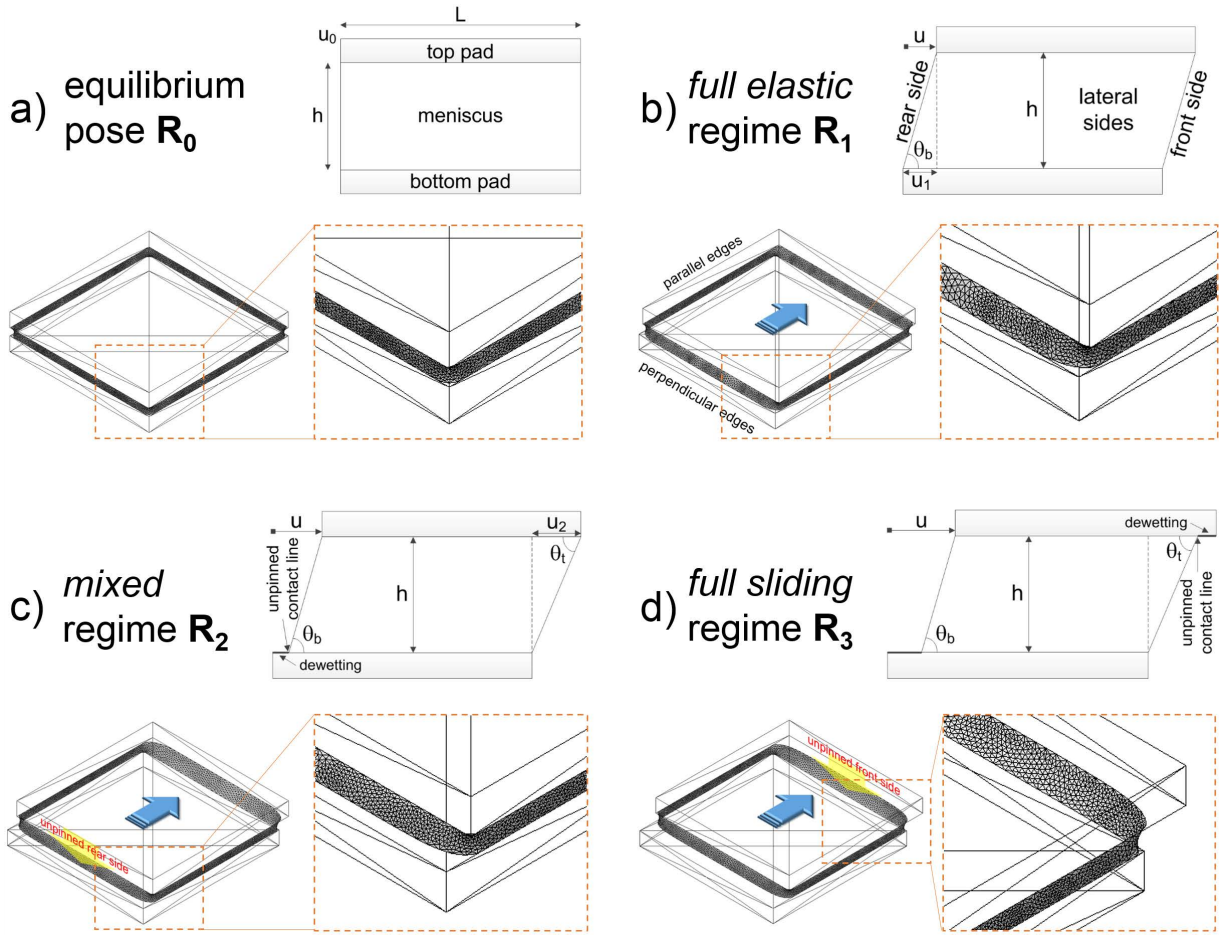 a) equilibrium
pose R₀
L
u₀
top pad
h
meniscus
bottom pad
b) full elastic
regime R₁
u
rear side
h
lateral
sides
front side
θb
u₁
parallel edges
perpendicular edges
c) mixed
regime R₂
u
u₂
unpinned
contact line
θt
h
θb
dewetting
unpinned rear side
d) full sliding
regime R₃
u
dewetting
θt
h
unpinned
contact line
θb
unpinned front side